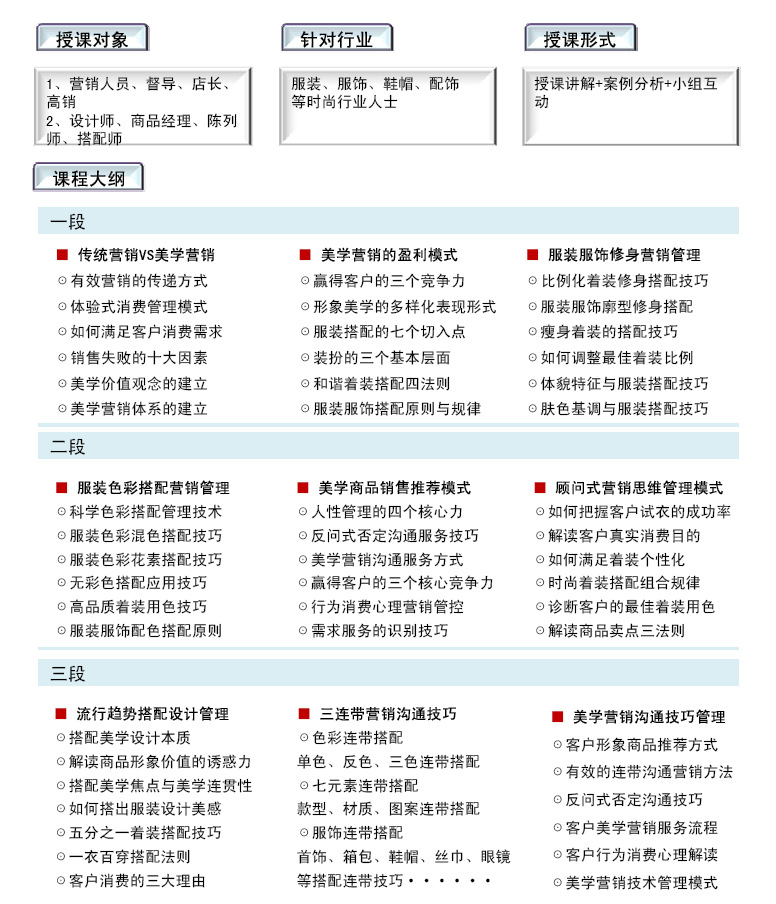 授课对象
针对行业
授课形式
1、营销人员、督导、店长、
高销
2、设计师、商品经理、陈列
师、搭配师
服装、服饰、鞋帽、配饰
等时尚行业人士
授课讲解+案例分析+小组互
动
课程大纲
一段
■ 传统营销VS美学营销
⊙有效营销的传递方式
⊙体验式消费管理模式
⊙如何满足客户消费需求
⊙销售失败的十大因素
⊙美学价值观念的建立
⊙美学营销体系的建立
■ 美学营销的盈利模式
⊙赢得客户的三个竞争力
⊙形象美学的多样化表现形式
⊙服装搭配的七个切入点
⊙装扮的三个基本层面
⊙和谐着装搭配四法则
⊙服装服饰搭配原则与规律
■ 服装服饰修身营销管理
⊙比例化着装修身搭配技巧
⊙服装服饰廓型修身搭配
⊙瘦身着装的搭配技巧
⊙如何调整最佳着装比例
⊙体貌特征与服装搭配技巧
⊙肤色基调与服装搭配技巧
二段
■ 服装色彩搭配营销管理
⊙科学色彩搭配管理技术
⊙服装色彩混色搭配技巧
⊙服装色彩花素搭配技巧
⊙无彩色搭配应用技巧
⊙高品质着装用色技巧
⊙服装服饰配色搭配原则
■ 美学商品销售推荐模式
⊙人性管理的四个核心力
⊙反问式否定沟通服务技巧
⊙美学营销沟通服务方式
⊙赢得客户的三个核心竞争力
⊙行为消费心理营销管控
⊙需求服务的识别技巧
■ 顾问式营销思维管理模式
⊙如何把握客户试衣的成功率
⊙解读客户真实消费目的
⊙如何满足着装个性化
⊙时尚着装搭配组合规律
⊙诊断客户的最佳着装用色
⊙解读商品卖点三法则
三段
■ 流行趋势搭配设计管理
⊙搭配美学设计本质
⊙解读商品形象价值的诱惑力
⊙搭配美学焦点与美学连贯性
⊙如何搭出服装设计美感
⊙五分之一着装搭配技巧
⊙一衣百穿搭配法则
⊙客户消费的三大理由
■ 三连带营销沟通技巧
⊙色彩连带搭配
单色、反色、三色连带搭配
⊙七元素连带搭配
款型、材质、图案连带搭配
⊙服饰连带搭配
首饰、箱包、鞋帽、丝巾、眼镜
等搭配连带技巧・・・・・・
■ 美学营销沟通技巧管理
⊙客户形象商品推荐方式
⊙有效的连带沟通营销方法
⊙反问式否定沟通技巧
⊙客户美学营销服务流程
⊙客户行为消费心理解读
⊙美学营销技术管理模式